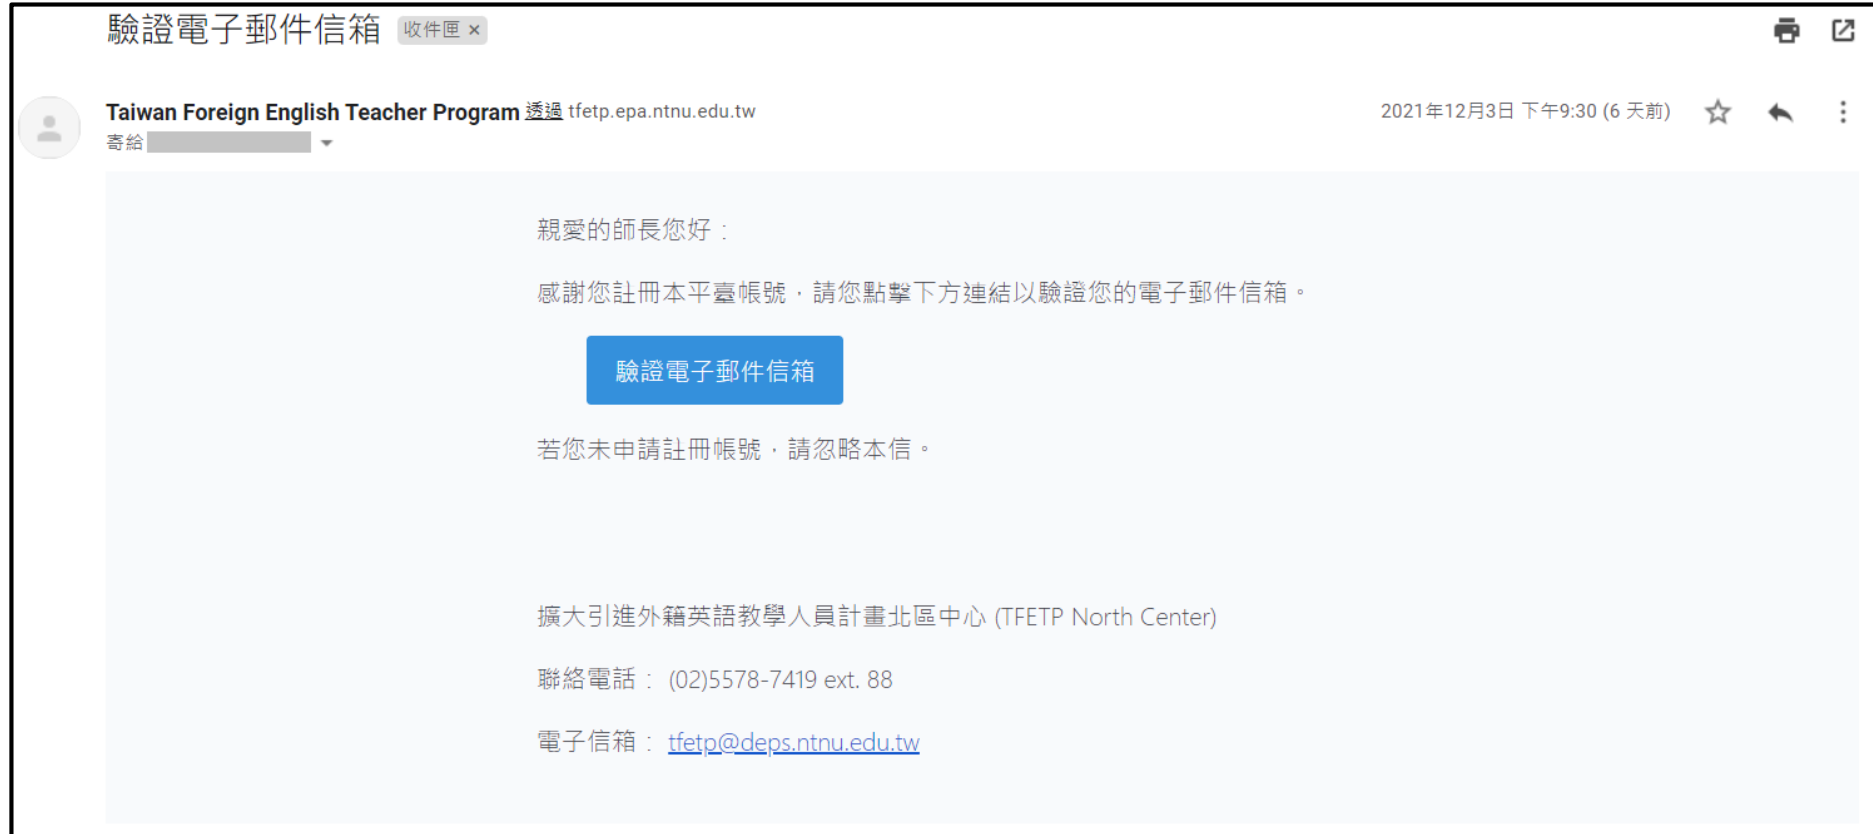 驗證電子郵件信箱 收件匣 ×
Taiwan Foreign English Teacher Program 透過 tfetp.epa.ntnu.edu.tw 2021年12月3日 下午9:30 (6 天前)
寄給
親愛的師長您好：
感謝您註冊本平臺帳號，請您點擊下方連結以驗證您的電子郵件信箱。
驗證電子郵件信箱
若您未申請註冊帳號，請忽略本信。
擴大引進外籍英語教學人員計畫北區中心 (TFETP North Center)
聯絡電話： (02)5578-7419 ext. 88
電子信箱： tfetp@deps.ntnu.edu.tw